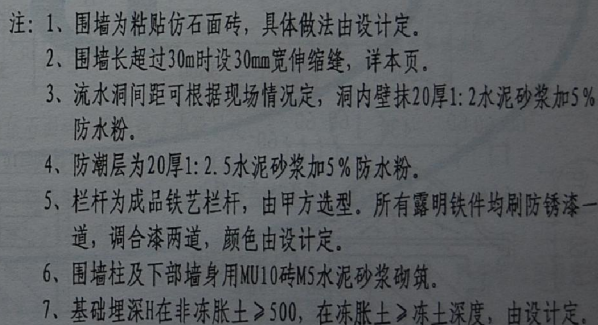 注：1、围墙为粘贴仿石面砖，具体做法由设计定。
2、围墙长超过30m时设30mm宽伸缩缝，详本页。
3、流水洞间距可根据现场情况定，洞内壁抹20厚1:2水泥砂浆加5%
防水粉。
4、防潮层为20厚1:2.5水泥砂浆加5%防水粉。
5、栏杆为成品铁艺栏杆，由甲方选型。所有露明铁件均刷防锈漆一
道，调合漆两道，颜色由设计定。
6、围墙柱及下部墙身用MU10砖M5水泥砂浆砌筑。
7、基础埋深H在非冻胀土≥500，在冻胀土≥冻土深度，由设计定。